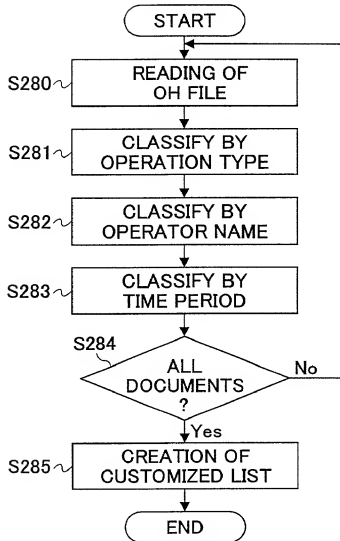 START
S280
READING OF
OH FILE
S281
CLASSIFY BY
OPERATION TYPE
S282
CLASSIFY BY
OPERATOR NAME
S283
CLASSIFY BY
TIME PERIOD
S284
ALL
DOCUMENTS
?
No
Yes
S285
CREATION OF
CUSTOMIZED LIST
END